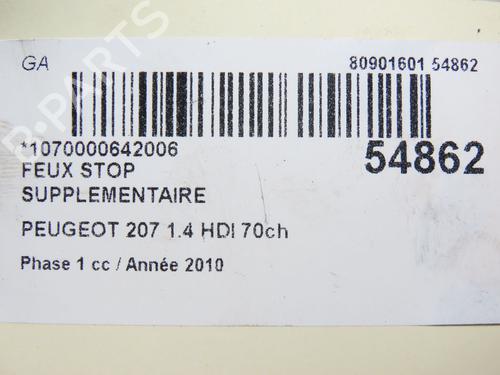 GA
80901601 54862
*1070000642006
54862
FEUX STOP
SUPPLEMENTAIRE
PEUGEOT 207 1.4 HDI 70ch
Phase 1 cc / Année 2010
B-PARTS